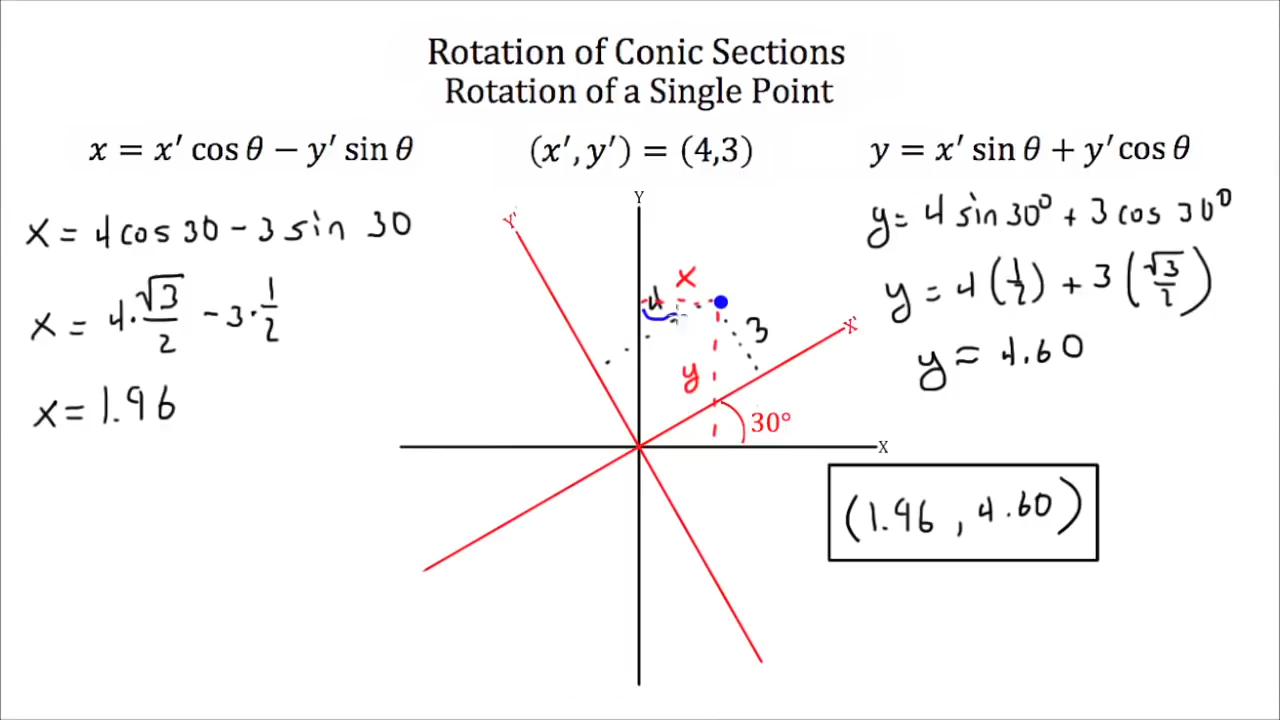 Rotation of Conic Sections
Rotation of a Single Point
x = x′ cos θ − y′ sin θ
(x′, y′) = (4,3)
y = x′ sin θ + y′ cos θ
x = 4 cos 30 − 3 sin 30
x = 4·√3/2 − 3·1/2
x = 1.96
Y
Y'
x
4
3
X'
y
30°
X
y = 4 sin 30° + 3 cos 30°
y = 4(1/2) + 3(√3/2)
y = 4.60
(1.96, 4.60)